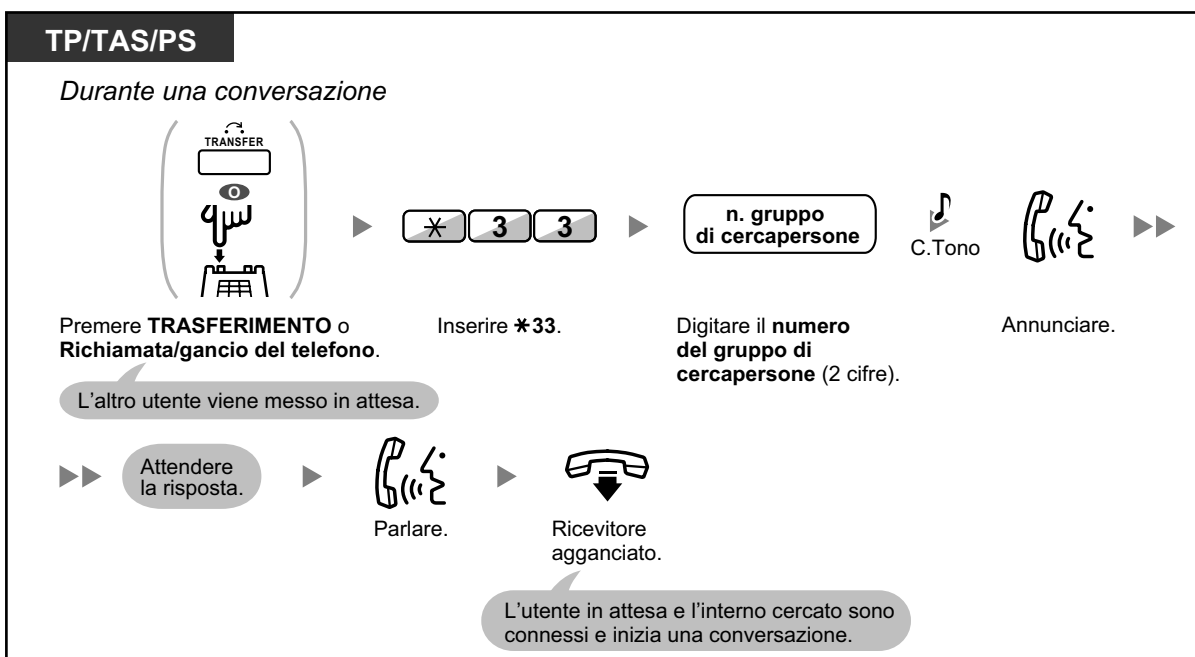 TP/TAS/PS
Durante una conversazione
TRANSFER
O
✱ 3 3
n. gruppo
di cercapersone
C.Tono
Premere TRASFERIMENTO o
Richiamata/gancio del telefono.
Inserire ✱33.
Digitare il numero
del gruppo di
cercapersone (2 cifre).
Annunciare.
L'altro utente viene messo in attesa.
Attendere
la risposta.
Parlare.
Ricevitore
agganciato.
L'utente in attesa e l'interno cercato sono
connessi e inizia una conversazione.